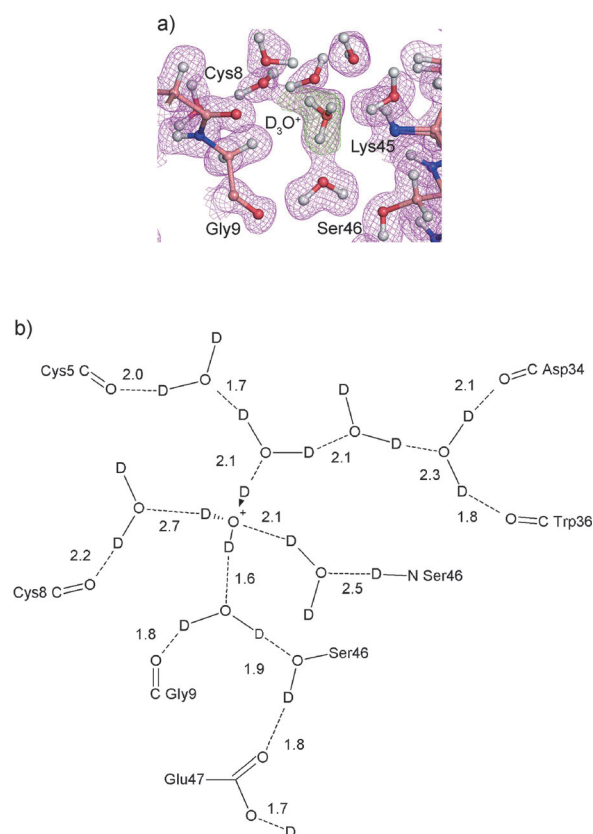 a)
Cys8
D₃O⁺
Lys45
Gly9
Ser46
b)
D
Cys5 C
O
2.0
D
O
1.7
D
D
2.1
O C Asp34
D
O
D
O
D
O
2.1
2.1
2.3
D
D
1.8
O C Trp36
D
O
2.7
D
O⁺
2.1
D
D
D
2.2
O
2.5
D
N Ser46
Cys8 C
O
1.6
D
O
1.8
D
D
1.9
O
Ser46
O
C Gly9
D
1.8
O
Glu47
O
1.7
D